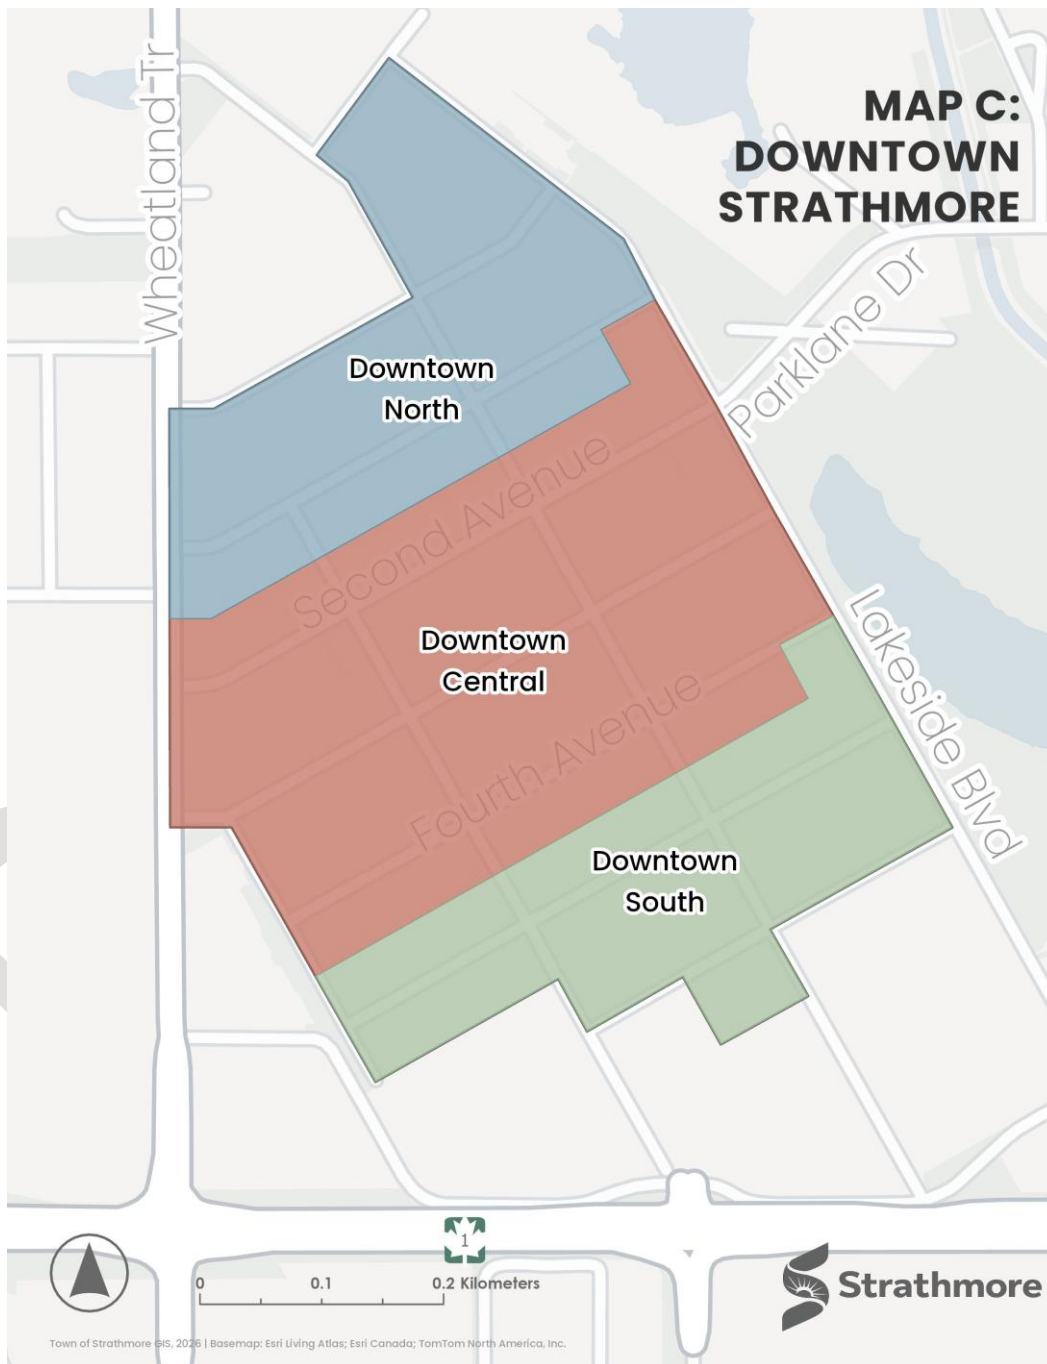 MAP C:
DOWNTOWN
STRATHMORE
Wheatland Tr
Parklane Dr
Downtown
North
Second Avenue
Downtown
Central
Lakeside Blvd
Fourth Avenue
Downtown
South
1
0 0.1 0.2 Kilometers
Strathmore
Town of Strathmore GIS, 2026 | Basemap: Esri Living Atlas; Esri Canada; TomTom North America, Inc.